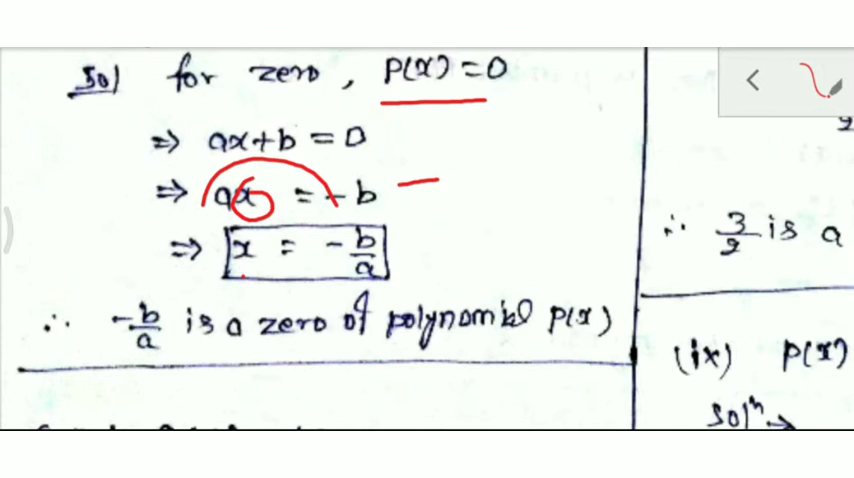 Sol for zero, P(x) = 0
⇒ ax + b = 0
⇒ ax = -b
⇒ x = -b/a
∴ -b/a is a zero of polynomial P(x)
∴ 3/2 is a
(ix) P(x)
Solⁿ →